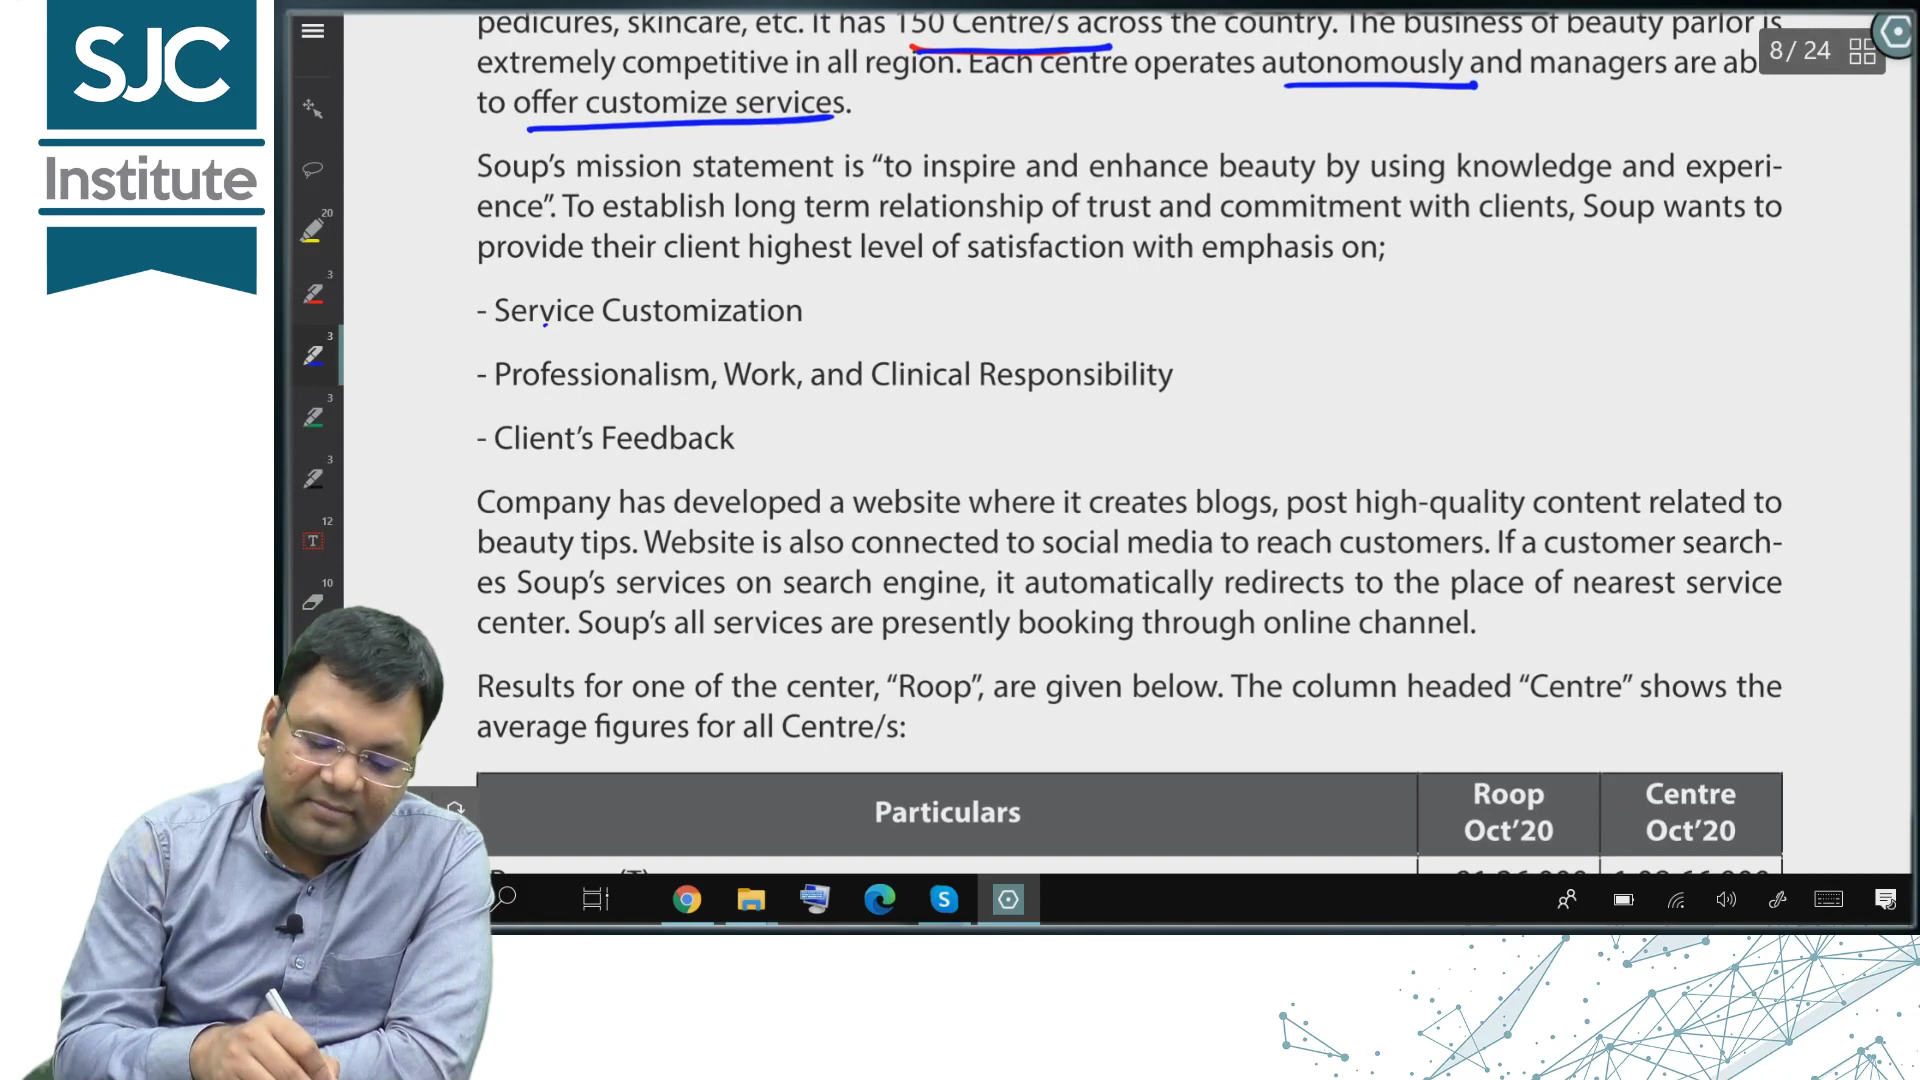 SJC
Institute
pedicures, skincare, etc. It has 150 Centre/s across the country. The business of beauty parlor is
extremely competitive in all region. Each centre operates autonomously and managers are ab
to offer customize services.
8 / 24
Soup's mission statement is “to inspire and enhance beauty by using knowledge and experi-
ence”. To establish long term relationship of trust and commitment with clients, Soup wants to
provide their client highest level of satisfaction with emphasis on;
- Service Customization
- Professionalism, Work, and Clinical Responsibility
- Client's Feedback
Company has developed a website where it creates blogs, post high-quality content related to
beauty tips. Website is also connected to social media to reach customers. If a customer search-
es Soup's services on search engine, it automatically redirects to the place of nearest service
center. Soup's all services are presently booking through online channel.
Results for one of the center, “Roop”, are given below. The column headed “Centre” shows the
average figures for all Centre/s:
Particulars
Roop
Oct'20
Centre
Oct'20
20
3
3
3
3
12
T
10
S